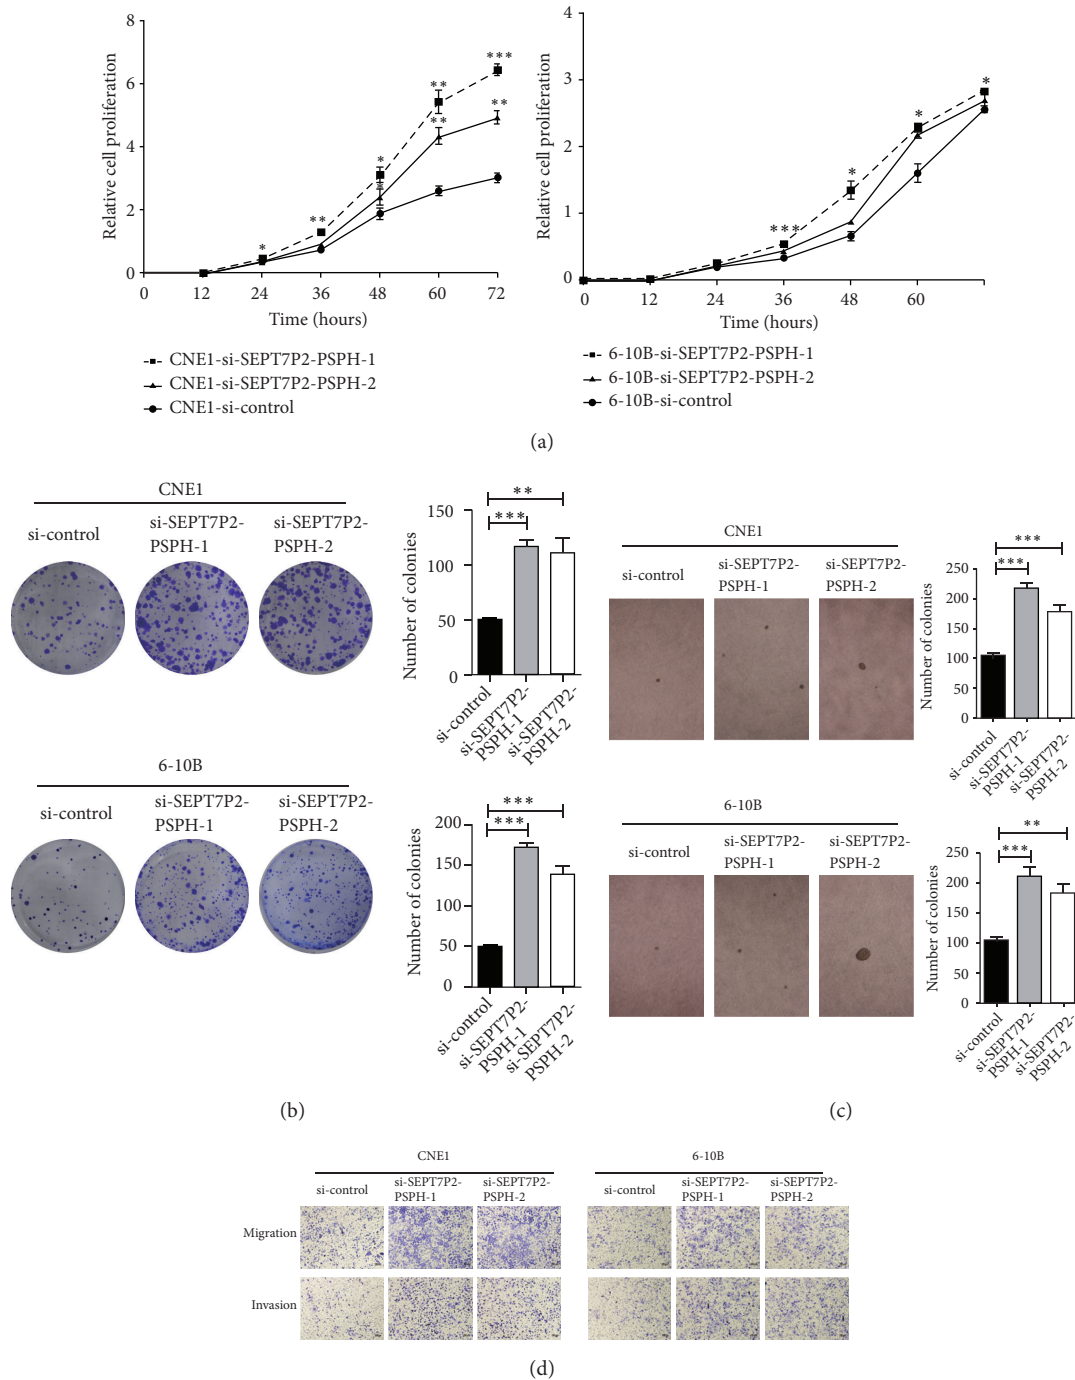 8
6
4
2
0
Relative cell proliferation
*
**
*
*
**
**
***
**
0 12 24 36 48 60 72
Time (hours)
CNE1-si-SEPT7P2-PSPH-1
CNE1-si-SEPT7P2-PSPH-2
CNE1-si-control
4
3
2
1
0
Relative cell proliferation
***
*
*
*
0 12 24 36 48 60
Time (hours)
6-10B-si-SEPT7P2-PSPH-1
6-10B-si-SEPT7P2-PSPH-2
6-10B-si-control
(a)
CNE1
si-control
si-SEPT7P2-
PSPH-1
si-SEPT7P2-
PSPH-2
**
***
150
100
50
0
Number of colonies
si-control
si-SEPT7P2-
PSPH-1
si-SEPT7P2-
PSPH-2
6-10B
si-control
si-SEPT7P2-
PSPH-1
si-SEPT7P2-
PSPH-2
***
***
200
150
100
50
0
Number of colonies
si-control
si-SEPT7P2-
PSPH-1
si-SEPT7P2-
PSPH-2
(b)
CNE1
si-control
si-SEPT7P2-
PSPH-1
si-SEPT7P2-
PSPH-2
***
***
250
200
150
100
50
0
Number of colonies
si-control
si-SEPT7P2-
PSPH-1
si-SEPT7P2-
PSPH-2
6-10B
si-control
si-SEPT7P2-
PSPH-1
si-SEPT7P2-
PSPH-2
**
***
250
200
150
100
50
0
Number of colonies
si-control
si-SEPT7P2-
PSPH-1
si-SEPT7P2-
PSPH-2
(c)
CNE1
si-control
si-SEPT7P2-
PSPH-1
si-SEPT7P2-
PSPH-2
6-10B
si-control
si-SEPT7P2-
PSPH-1
si-SEPT7P2-
PSPH-2
Migration
Invasion
(d)